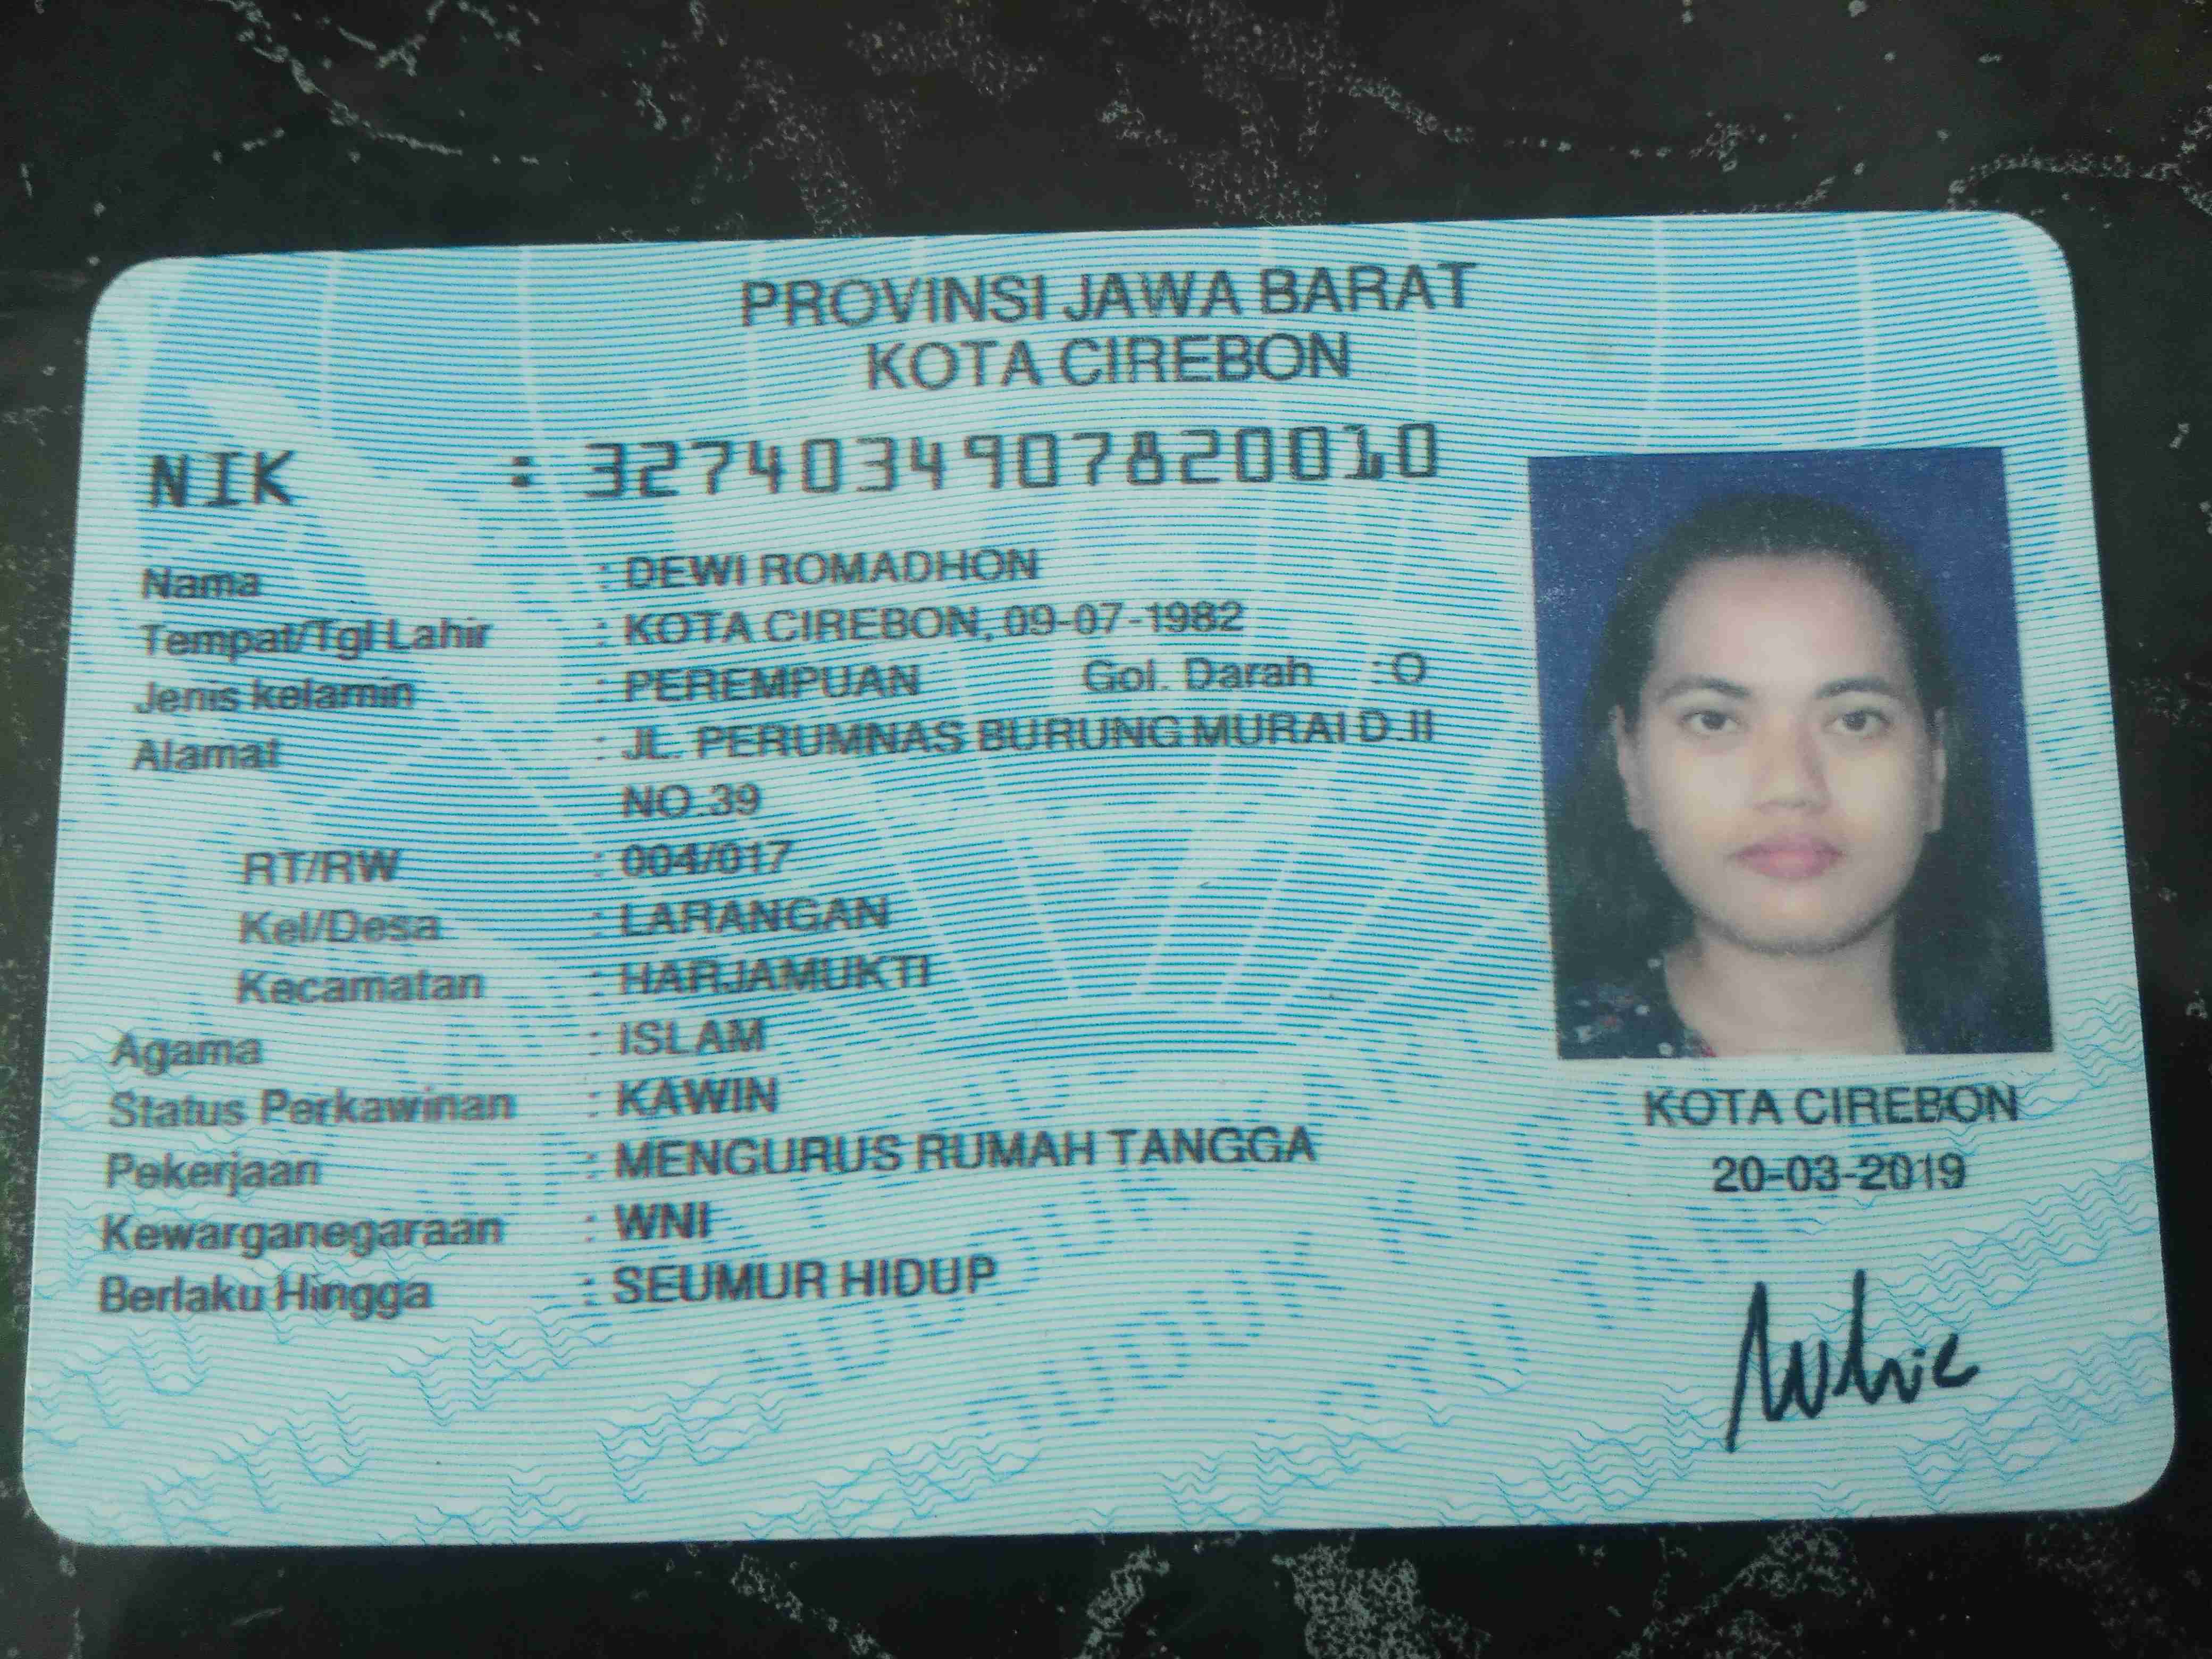 PROVINSI JAWA BARAT
KOTA CIREBON
NIK : 3274034907820010
Nama : DEWI ROMADHON
Tempat/Tgl Lahir : KOTA CIREBON, 09-07-1982
Jenis kelamin : PEREMPUAN Gol. Darah : O
Alamat : JL. PERUMNAS BURUNG MURAI D.II
NO.39
RT/RW : 004/017
Kel/Desa : LARANGAN
Kecamatan : HARJAMUKTI
Agama : ISLAM
Status Perkawinan : KAWIN
Pekerjaan : MENGURUS RUMAH TANGGA
Kewarganegaraan : WNI
Berlaku Hingga : SEUMUR HIDUP
KOTA CIREBON
20-03-2019